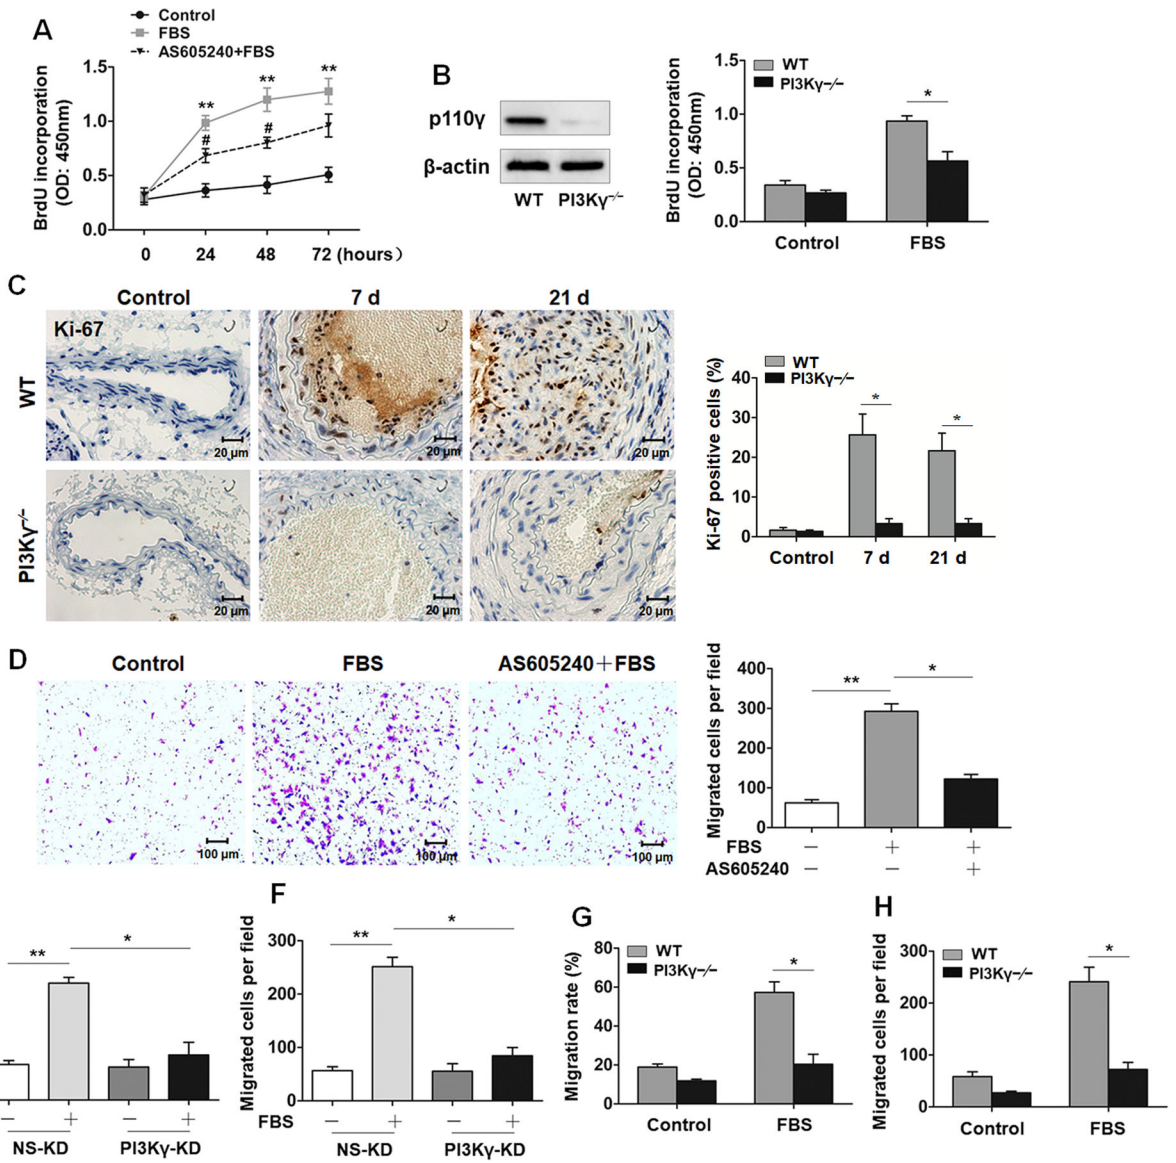 A
Control
FBS
AS605240+FBS
BrdU incorporation
(OD: 450nm)
1.5
1.0
0.5
0.0
**
**
**
#
#
0 24 48 72 (hours)
B
p110γ
β-actin
WT PI3Kγ−/−
WT
PI3Kγ−/−
BrdU incorporation
(OD: 450nm)
1.5
1.0
0.5
0.0
*
Control FBS
C
Control 7 d 21 d
Ki-67
WT
20 μm 20 μm 20 μm
PI3Kγ−/−
20 μm 20 μm 20 μm
WT
PI3Kγ−/−
Ki-67 positive cells (%)
40
30
20
10
0
* *
Control 7 d 21 d
D
Control FBS AS605240+FBS
100 μm 100 μm 100 μm
Migrated cells per field
400
300
200
100
0
** *
FBS − + +
AS605240 − − +
** *
− + − +
NS-KD PI3Kγ-KD
F
Migrated cells per field
300
200
100
0
** *
FBS − + − +
NS-KD PI3Kγ-KD
G
WT
PI3Kγ−/−
Migration rate (%)
80
60
40
20
0
*
Control FBS
H
WT
PI3Kγ−/−
Migrated cells per field
300
200
100
0
*
Control FBS